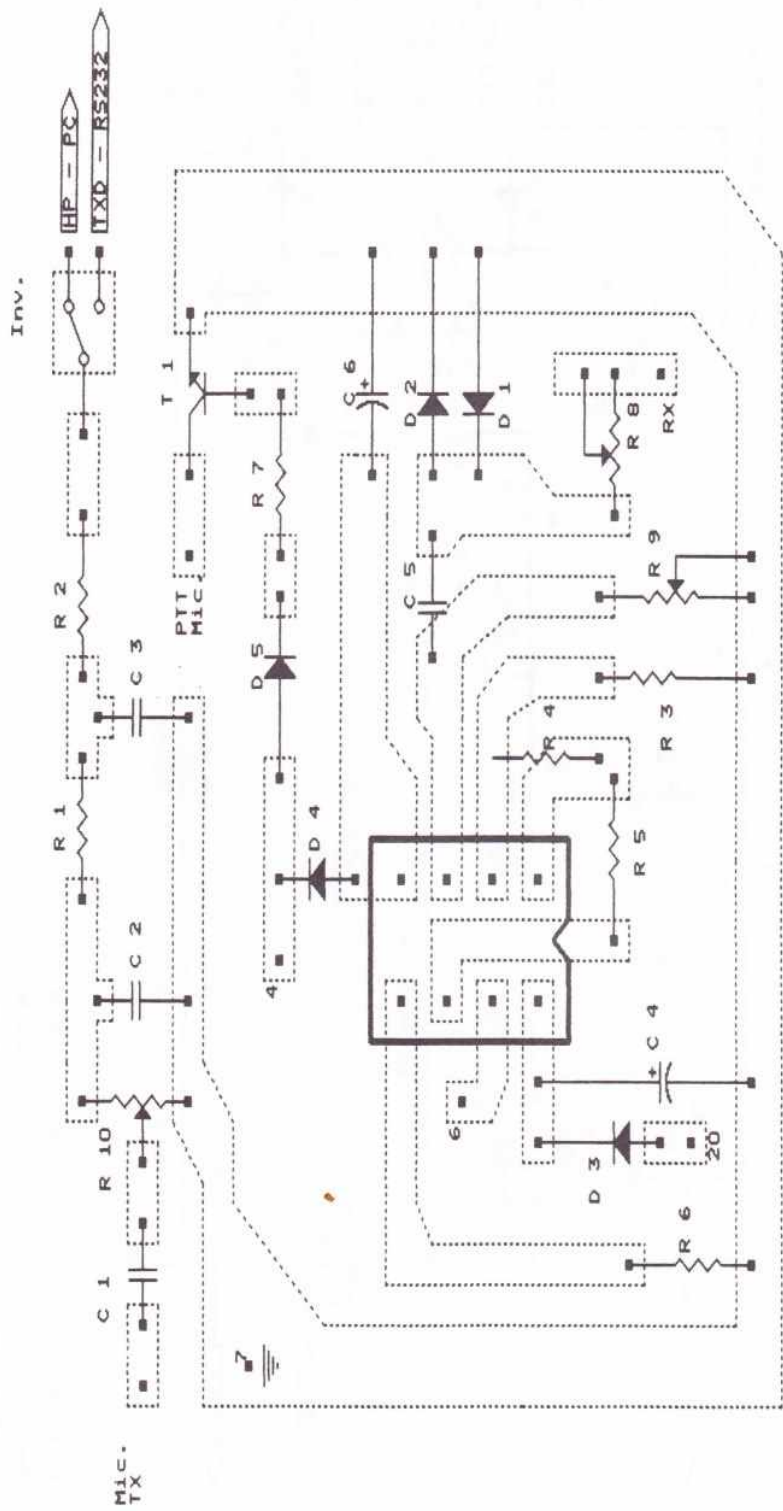 Inv.
HP - PC
TXD - RS232
T 1
R 2
PTT
Mic.
C 3
R 1
C 2
R 10
C 1
Mic.
TX
R 7
D 5
D 4
4
7
C 6
+
D 2
D 1
R 8
RX
C 5
R 9
R 4
R 3
R 5
6
C 4
+
D 3
20
R 6